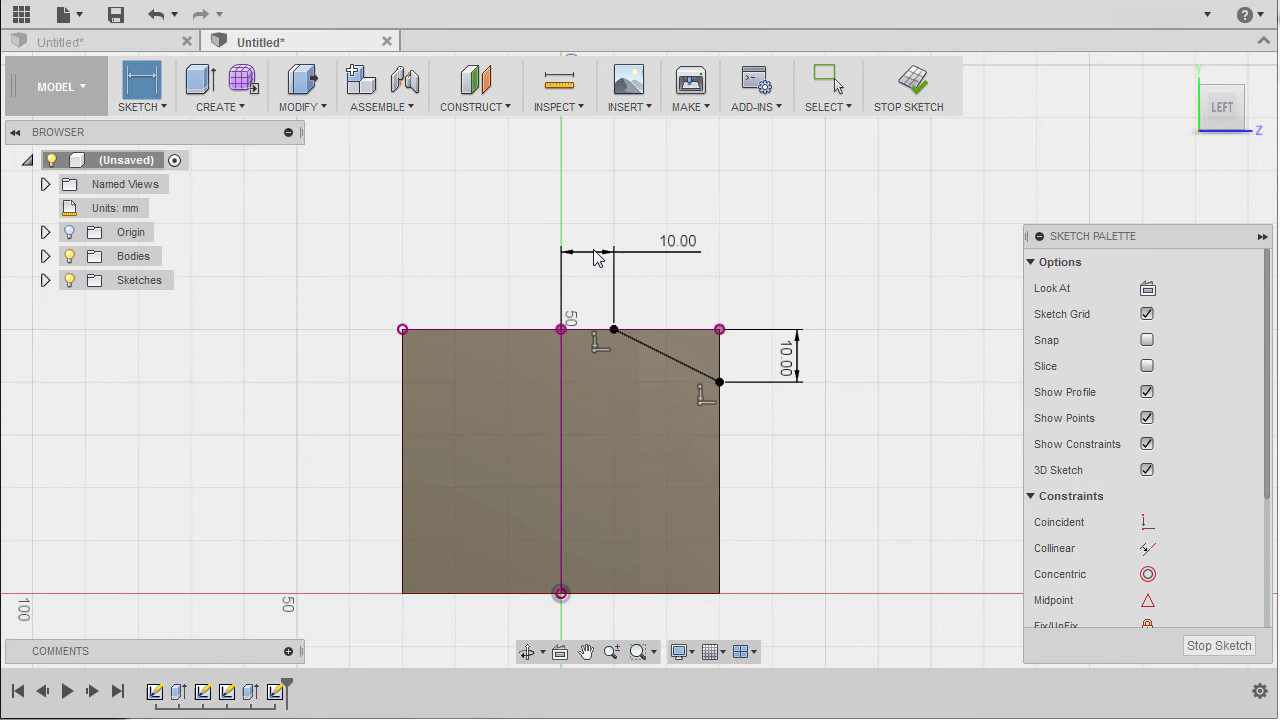 Untitled*
Untitled*
MODEL
SKETCH
CREATE
MODIFY
ASSEMBLE
CONSTRUCT
INSPECT
INSERT
MAKE
ADD-INS
SELECT
STOP SKETCH
Y
LEFT
Z
BROWSER
(Unsaved)
Named Views
Units: mm
Origin
Bodies
Sketches
10.00
50
10.00
100
50
SKETCH PALETTE
Options
Look At
Sketch Grid
Snap
Slice
Show Profile
Show Points
Show Constraints
3D Sketch
Constraints
Coincident
Collinear
Concentric
Midpoint
Fix/UnFix
Stop Sketch
COMMENTS